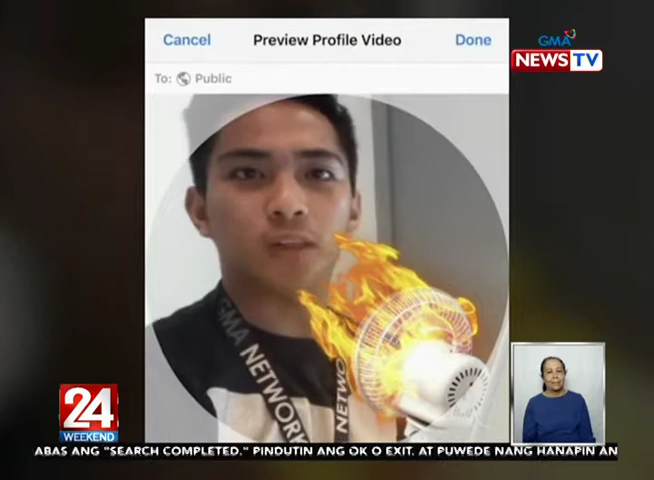 Cancel Preview Profile Video Done
To: Public
GMA
NEWS TV
GMA NETWORK
NETWO
24
WEEKEND
ABAS ANG "SEARCH COMPLETED." PINDUTIN ANG OK O EXIT. AT PUWEDE NANG HANAPIN AN